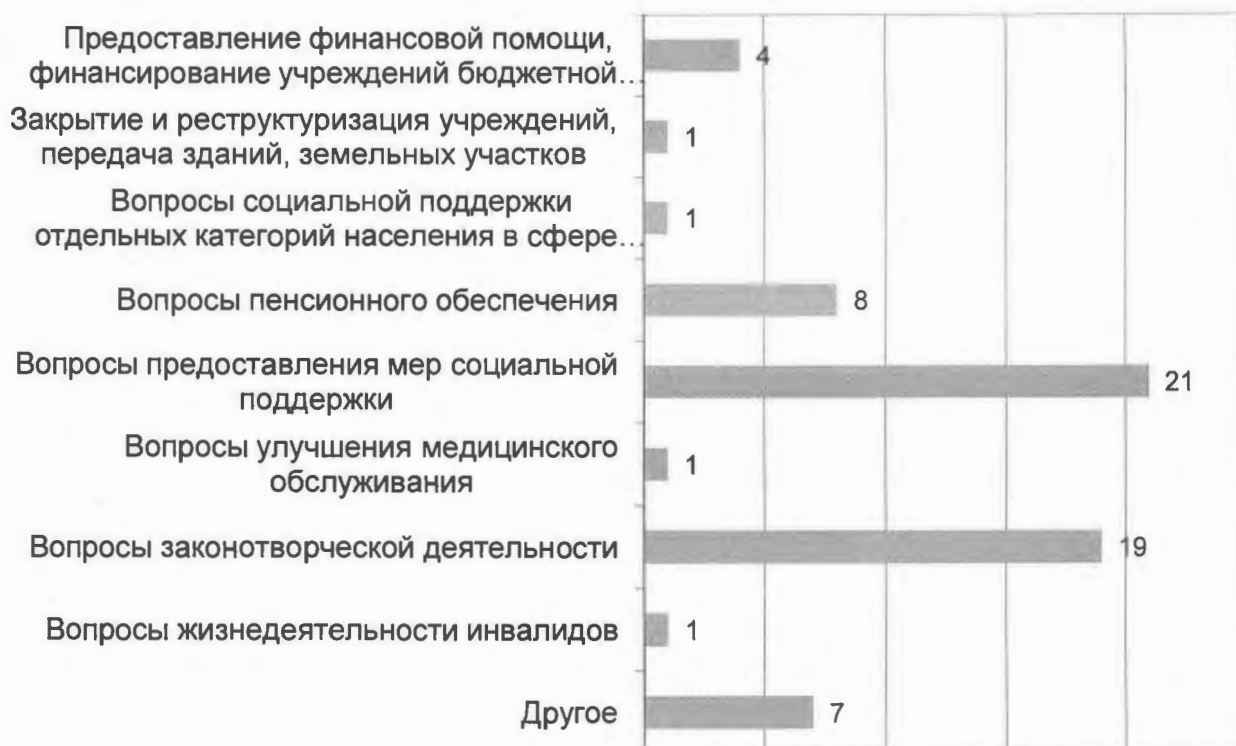 Предоставление финансовой помощи,
финансирование учреждений бюджетной...
4
Закрытие и реструктуризация учреждений,
передача зданий, земельных участков
1
Вопросы социальной поддержки
отдельных категорий населения в сфере...
1
Вопросы пенсионного обеспечения
8
Вопросы предоставления мер социальной
поддержки
21
Вопросы улучшения медицинского
обслуживания
1
Вопросы законотворческой деятельности
19
Вопросы жизнедеятельности инвалидов
1
Другое
7